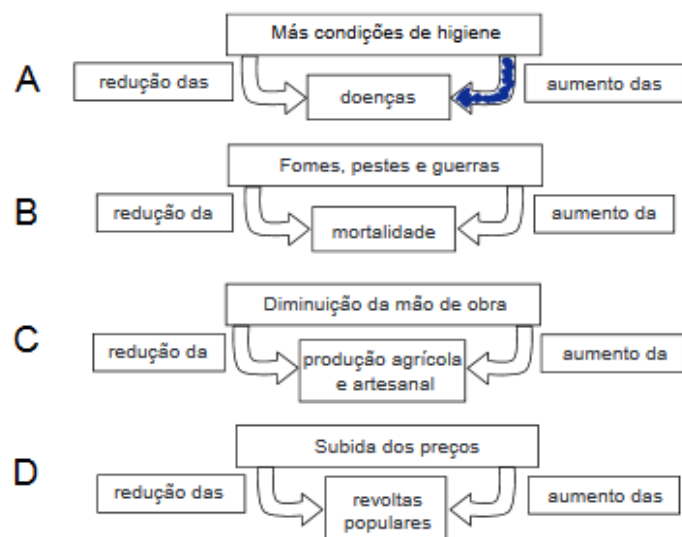 Más condições de higiene
A
redução das
doenças
aumento das
Fomes, pestes e guerras
B
redução da
mortalidade
aumento da
Diminuição da mão de obra
C
redução da
produção agrícola
e artesanal
aumento da
Subida dos preços
D
redução das
revoltas
populares
aumento das